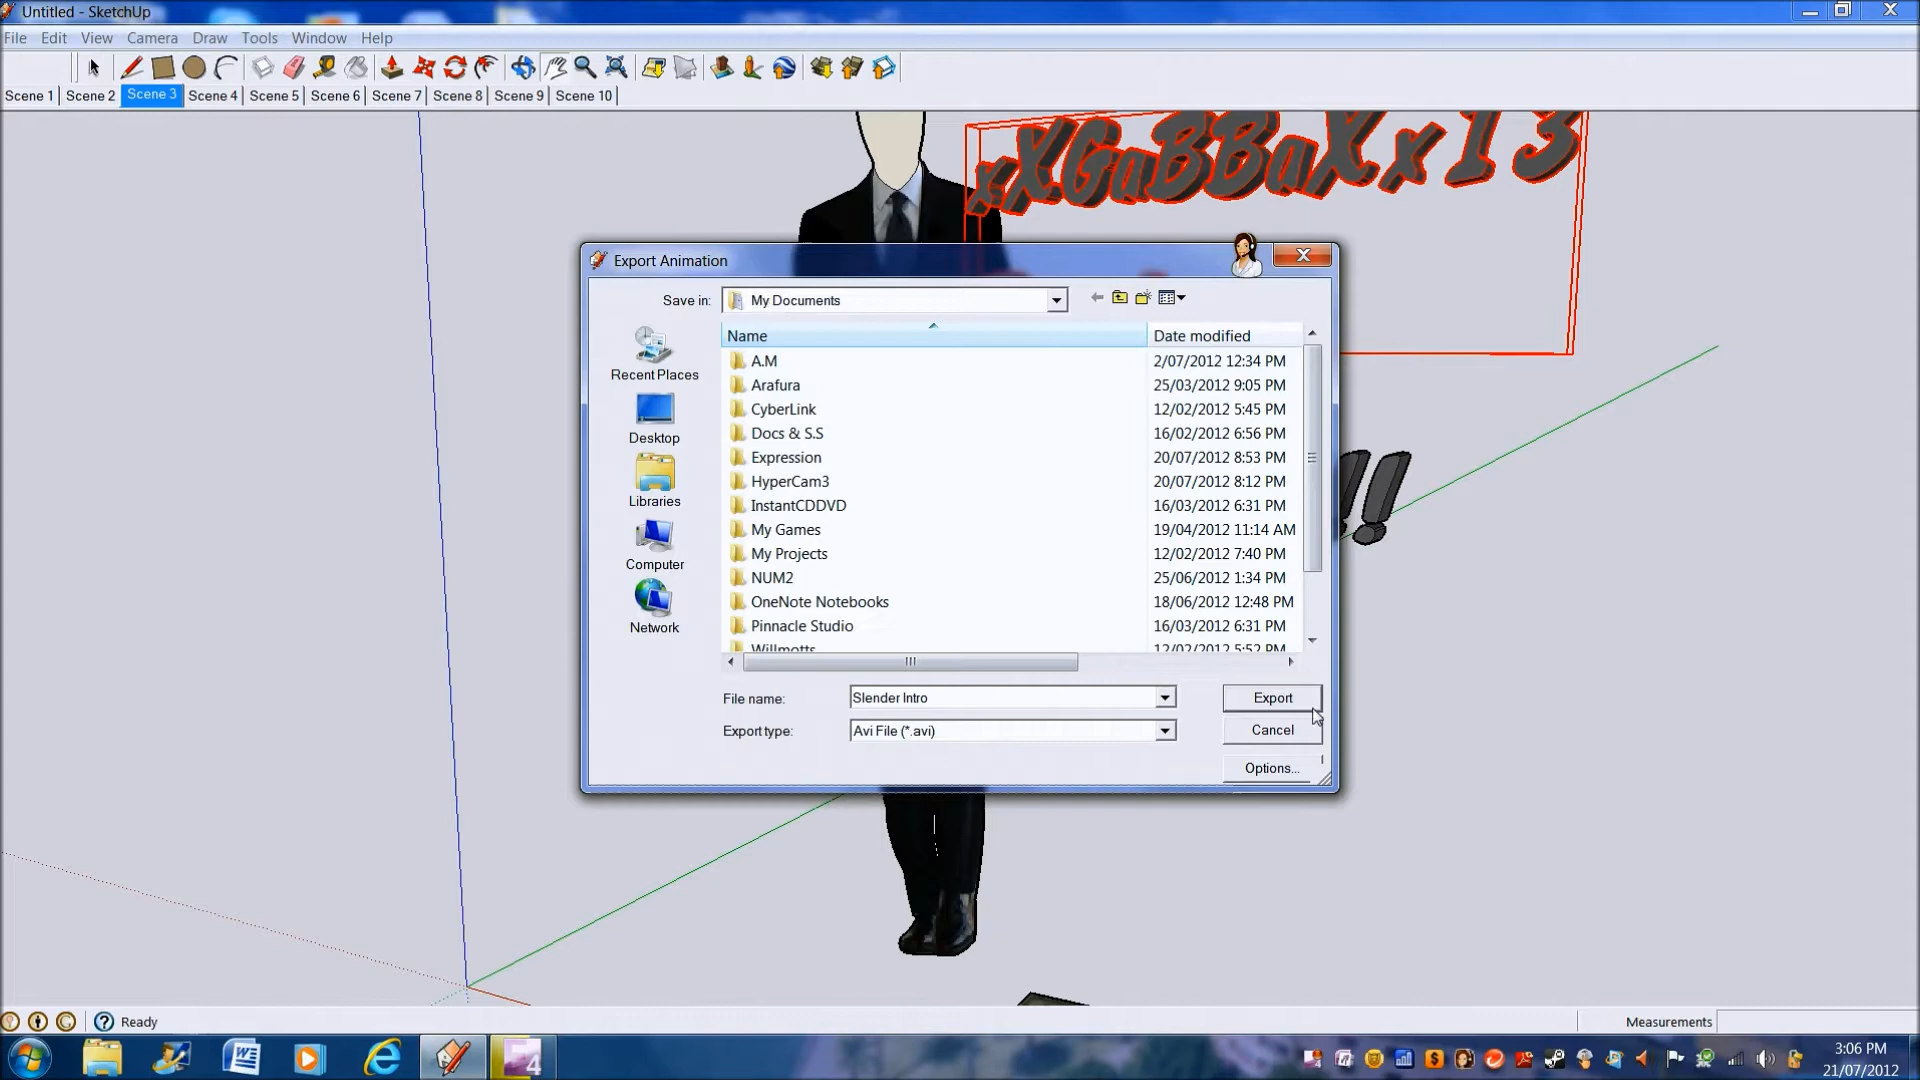 Untitled - SketchUp
File Edit View Camera Draw Tools Window Help
Scene 1 Scene 2 Scene 3 Scene 4 Scene 5 Scene 6 Scene 7 Scene 8 Scene 9 Scene 10
xXGaBBaXx13
Export Animation
Save in: My Documents
Name Date modified
Recent Places
Desktop
Libraries
Computer
Network
A.M 2/07/2012 12:34 PM
Arafura 25/03/2012 9:05 PM
CyberLink 12/02/2012 5:45 PM
Docs & S.S 16/02/2012 6:56 PM
Expression 20/07/2012 8:53 PM
HyperCam3 20/07/2012 8:12 PM
InstantCDDVD 16/03/2012 6:31 PM
My Games 19/04/2012 11:14 AM
My Projects 12/02/2012 7:40 PM
NUM2 25/06/2012 1:34 PM
OneNote Notebooks 18/06/2012 12:48 PM
Pinnacle Studio 16/03/2012 6:31 PM
Willmotts 12/02/2012 5:52 PM
!!
File name: Slender Intro Export
Export type: Avi File (*.avi) Cancel
Options...
Ready Measurements
3:06 PM
21/07/2012